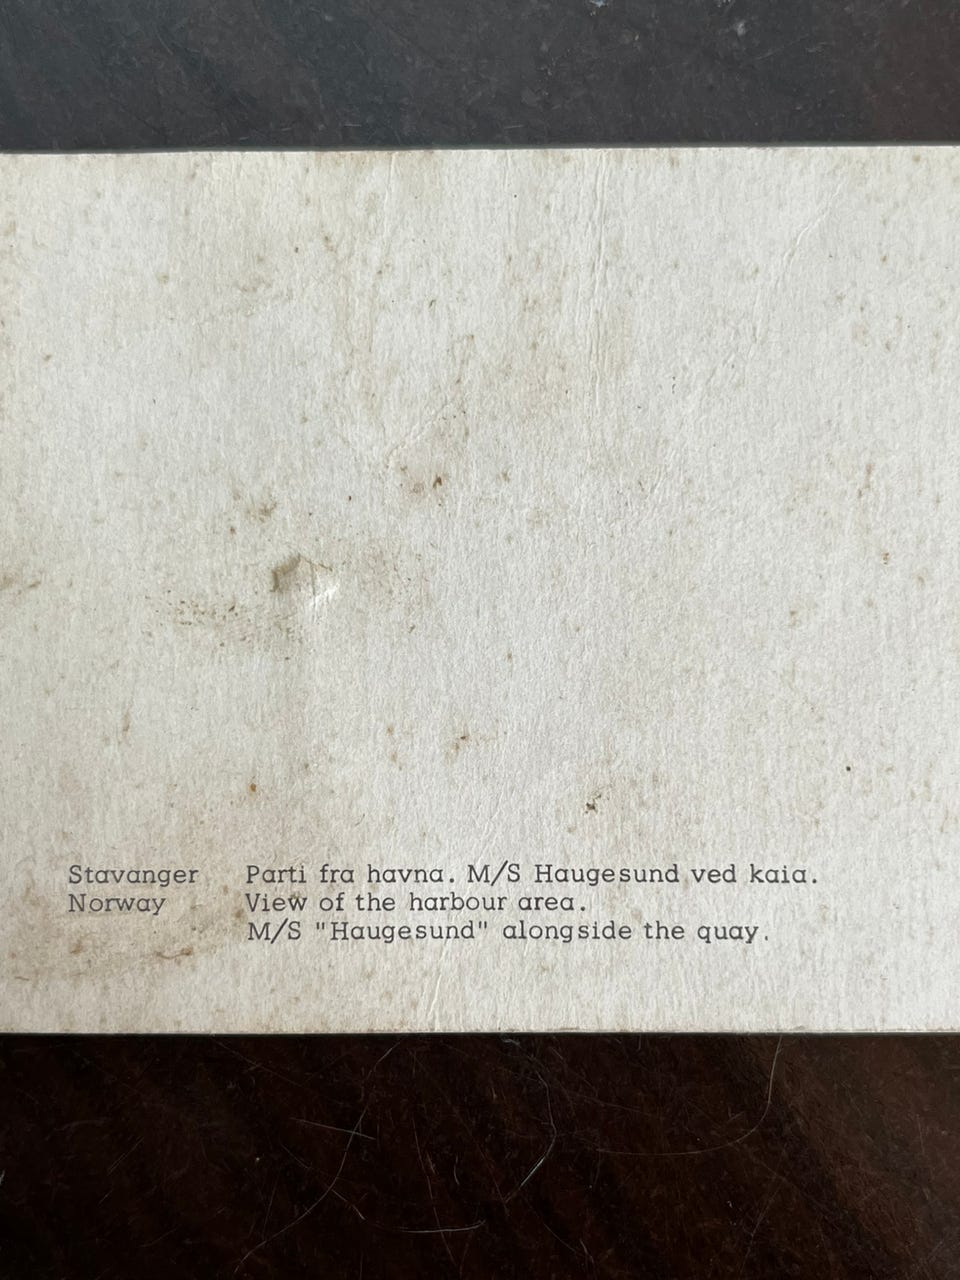 Stavanger Parti fra havna. M/S Haugesund ved kaia.
Norway View of the harbour area.
M/S "Haugesund" alongside the quay.